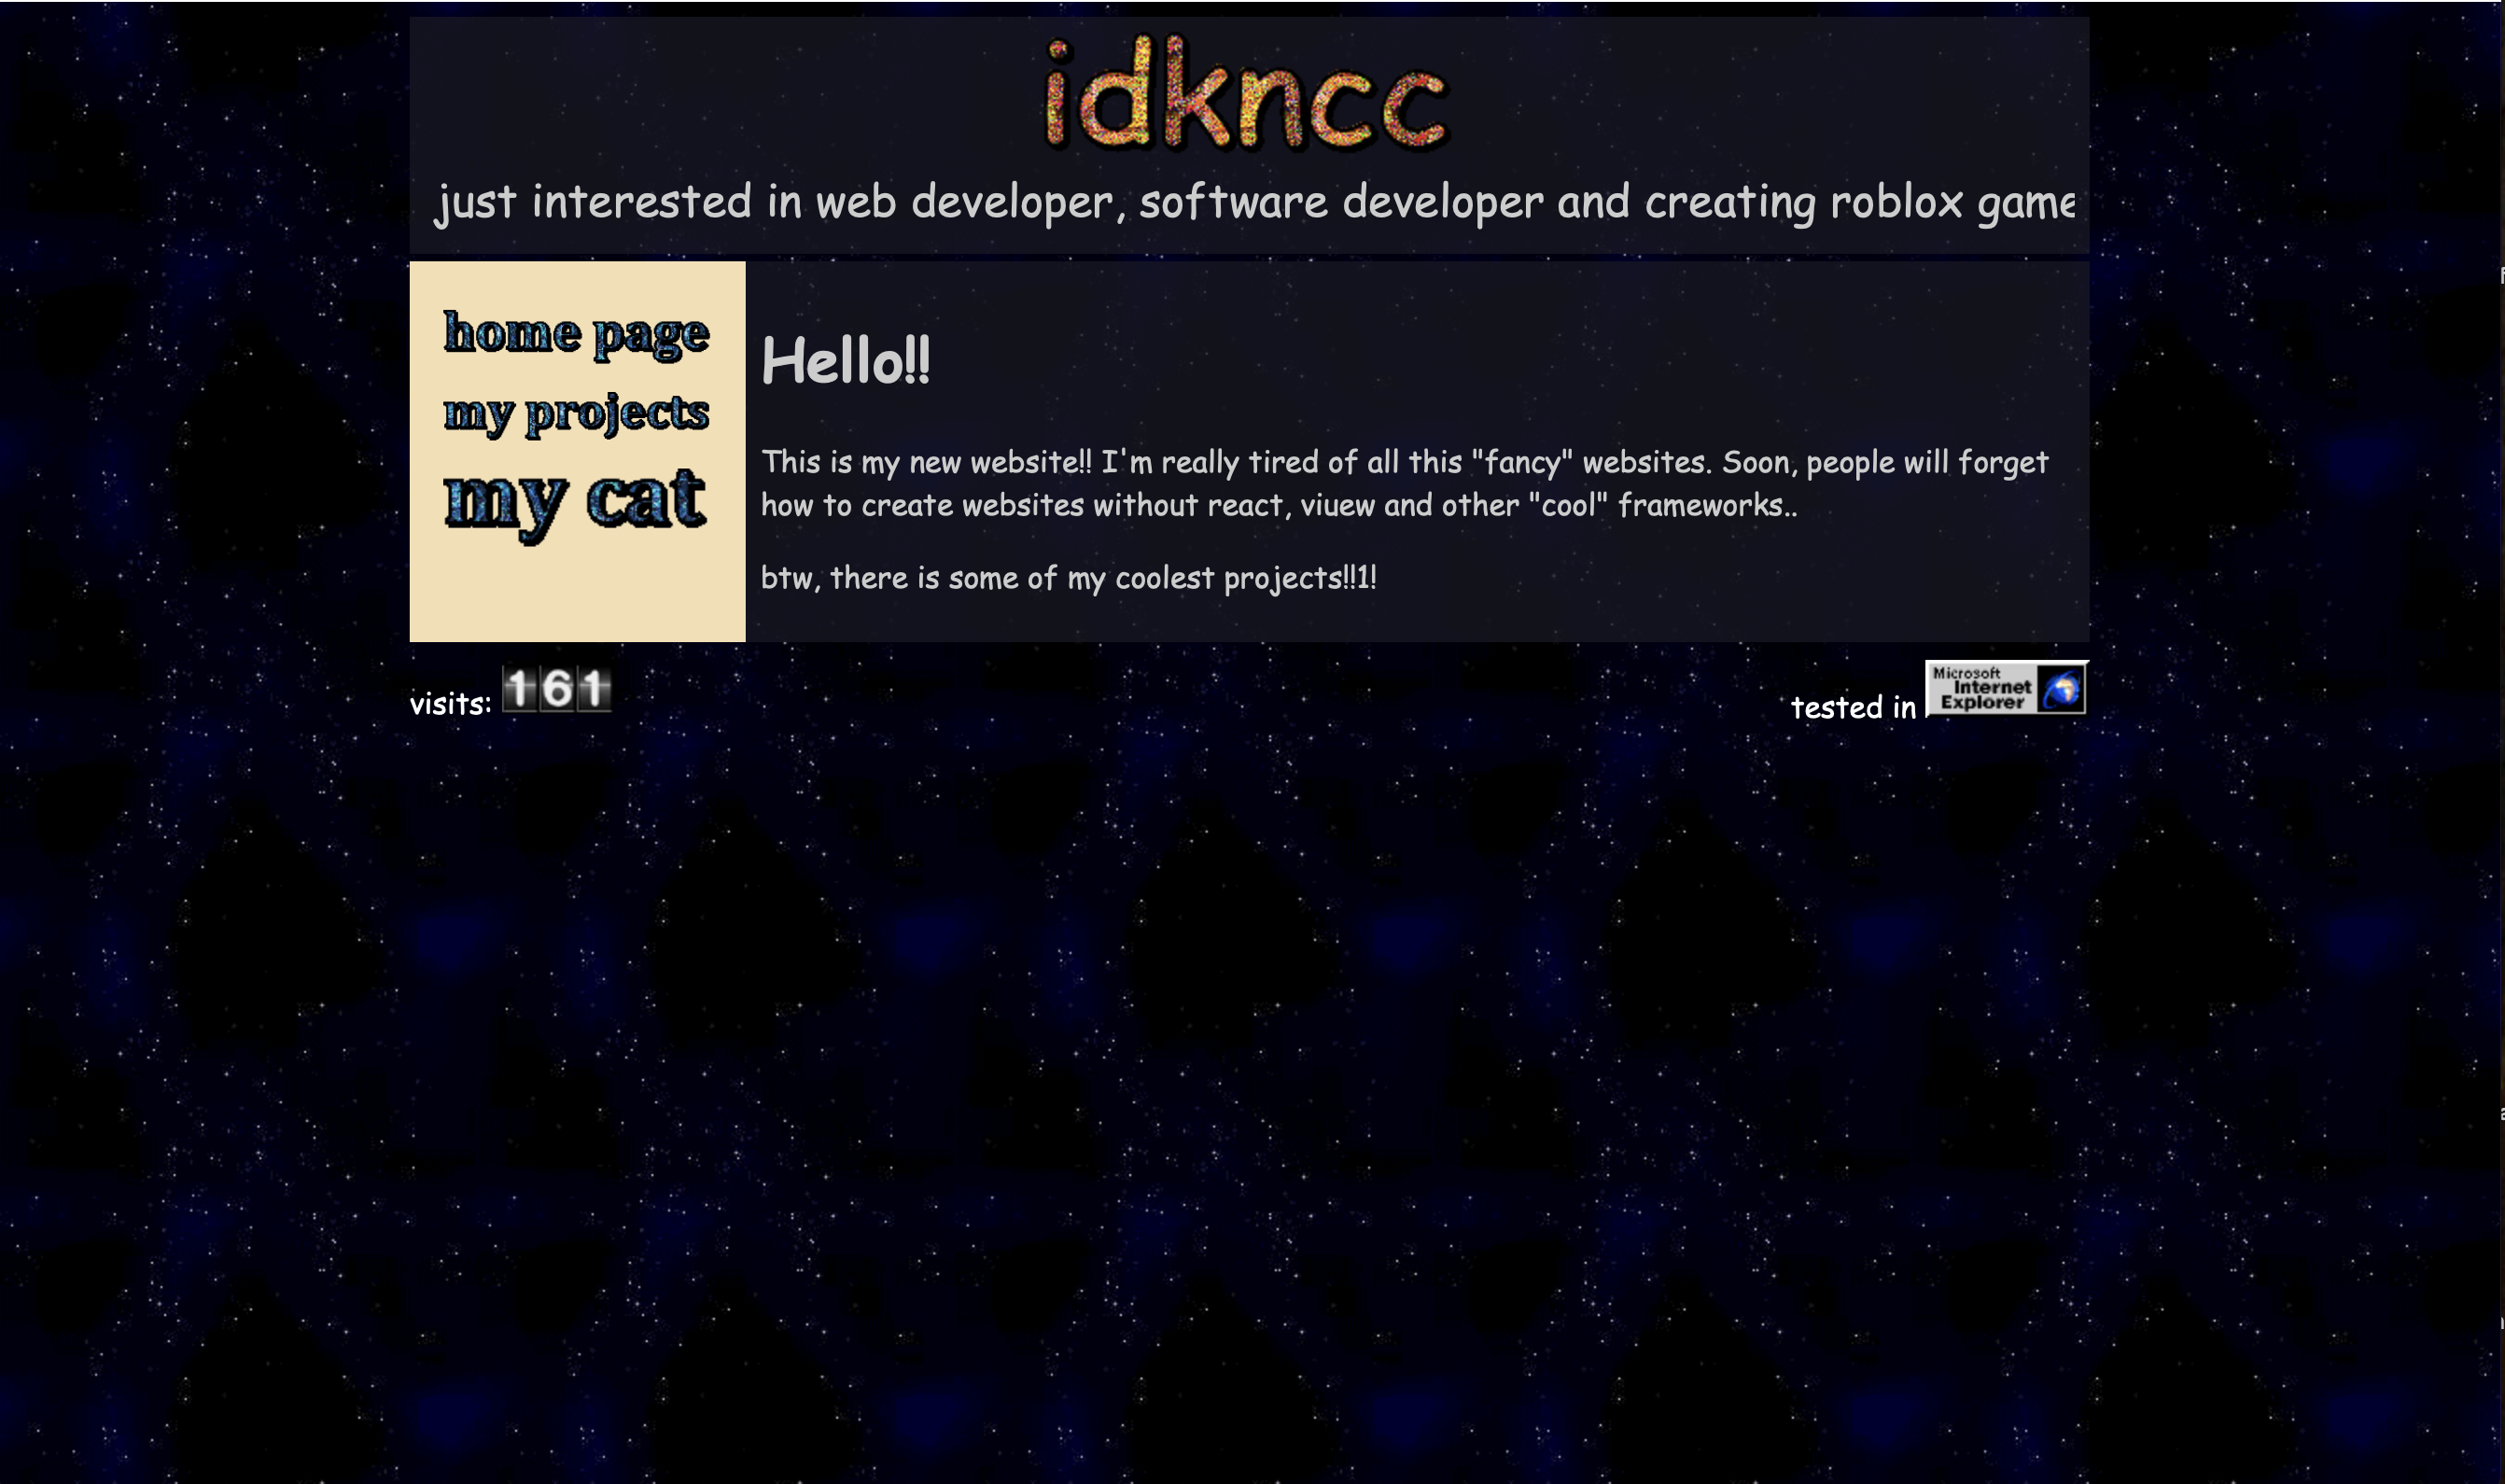 idkncc
just interested in web developer, software developer and creating roblox game
home page
my projects
my cat
Hello!!
This is my new website!! I'm really tired of all this "fancy" websites. Soon, people will forget
how to create websites without react, viuew and other "cool" frameworks..
btw, there is some of my coolest projects!!1!
visits: 161
tested in
Microsoft
Internet
Explorer